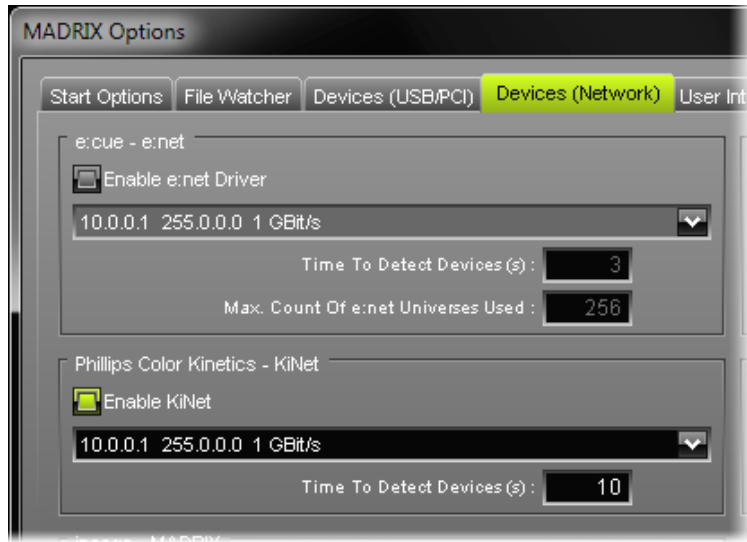 MADRIX Options
Start Options File Watcher Devices (USB/PCI) Devices (Network) User Int
e:cue - e:net
Enable e:net Driver
10.0.0.1 255.0.0.0 1 GBit/s
Time To Detect Devices (s) : 3
Max. Count Of e:net Universes Used : 256
Phillips Color Kinetics - KiNet
Enable KiNet
10.0.0.1 255.0.0.0 1 GBit/s
Time To Detect Devices (s) : 10